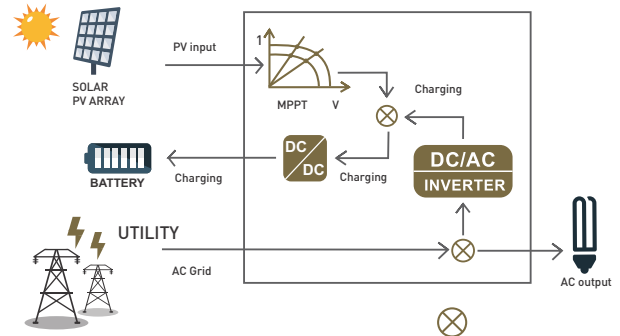 SOLAR
PV ARRAY
PV input
1
MPPT
V
Charging
DC
DC
Charging
DC/AC
INVERTER
BATTERY
Charging
UTILITY
AC Grid
AC output